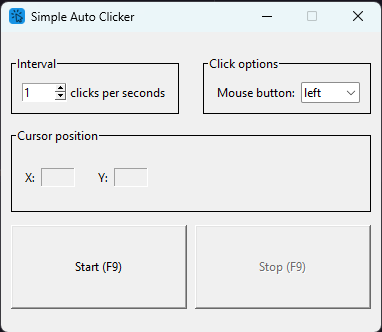 Simple Auto Clicker
Interval
1 clicks per seconds
Click options
Mouse button: left
Cursor position
X: Y:
Start (F9)
Stop (F9)